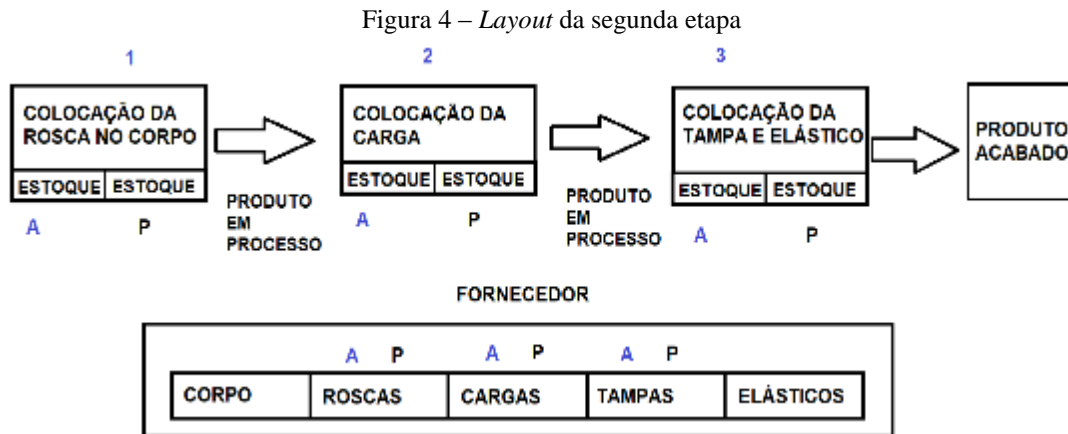 Figura 4 – Layout da segunda etapa
1
COLOCAÇÃO DA
ROSCA NO CORPO
ESTOQUE ESTOQUE
A P
PRODUTO
EM
PROCESSO
2
COLOCAÇÃO DA
CARGA
ESTOQUE ESTOQUE
A P
PRODUTO
EM
PROCESSO
3
COLOCAÇÃO DA
TAMPA E ELÁSTICO
ESTOQUE ESTOQUE
A P
PRODUTO
ACABADO
FORNECEDOR
A P A P A P
CORPO ROSCAS CARGAS TAMPAS ELÁSTICOS